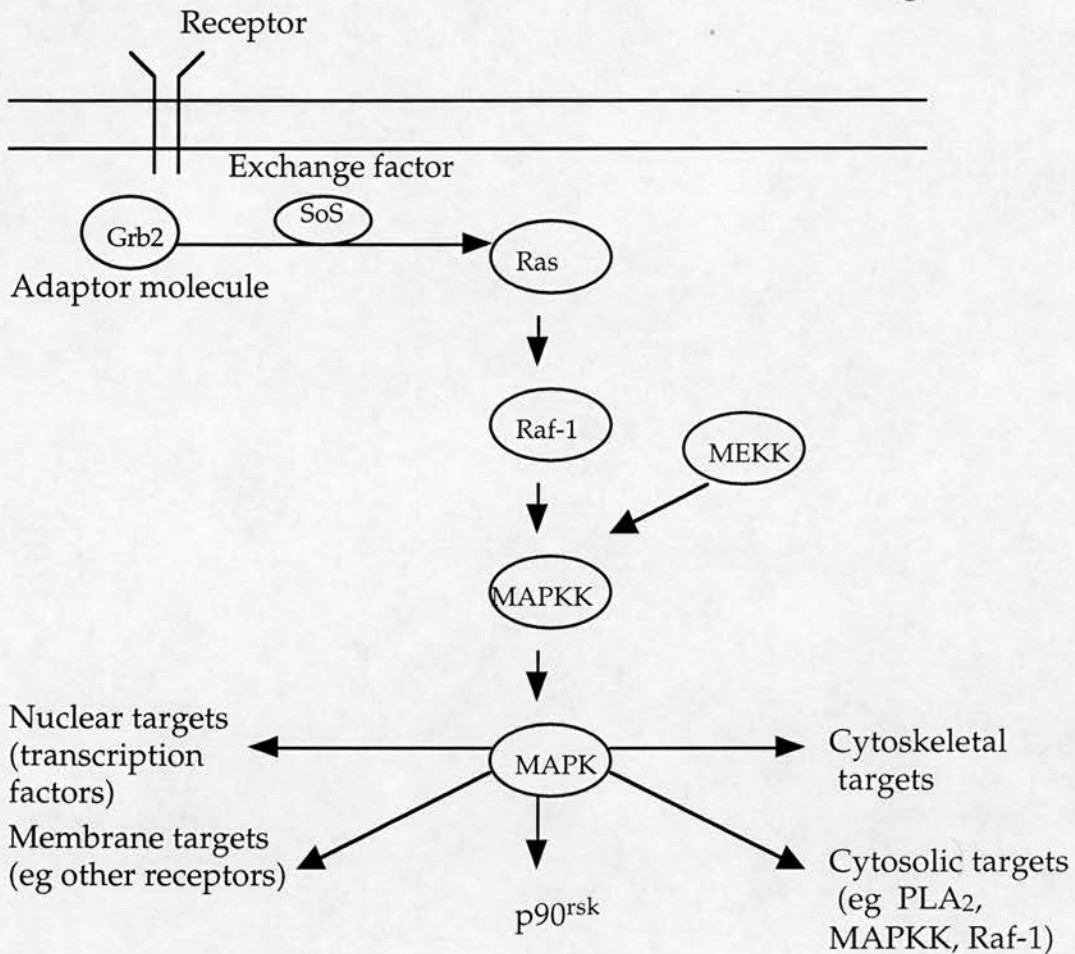 Receptor
Exchange factor
SoS
Grb2
Ras
Adaptor molecule
Raf-1
MEKK
MAPKK
Nuclear targets
(transcription
factors)
MAPK
Cytoskeletal
targets
Membrane targets
(eg other receptors)
Cytosolic targets
(eg PLA₂,
MAPKK, Raf-1)
p90ʳˢᵏ